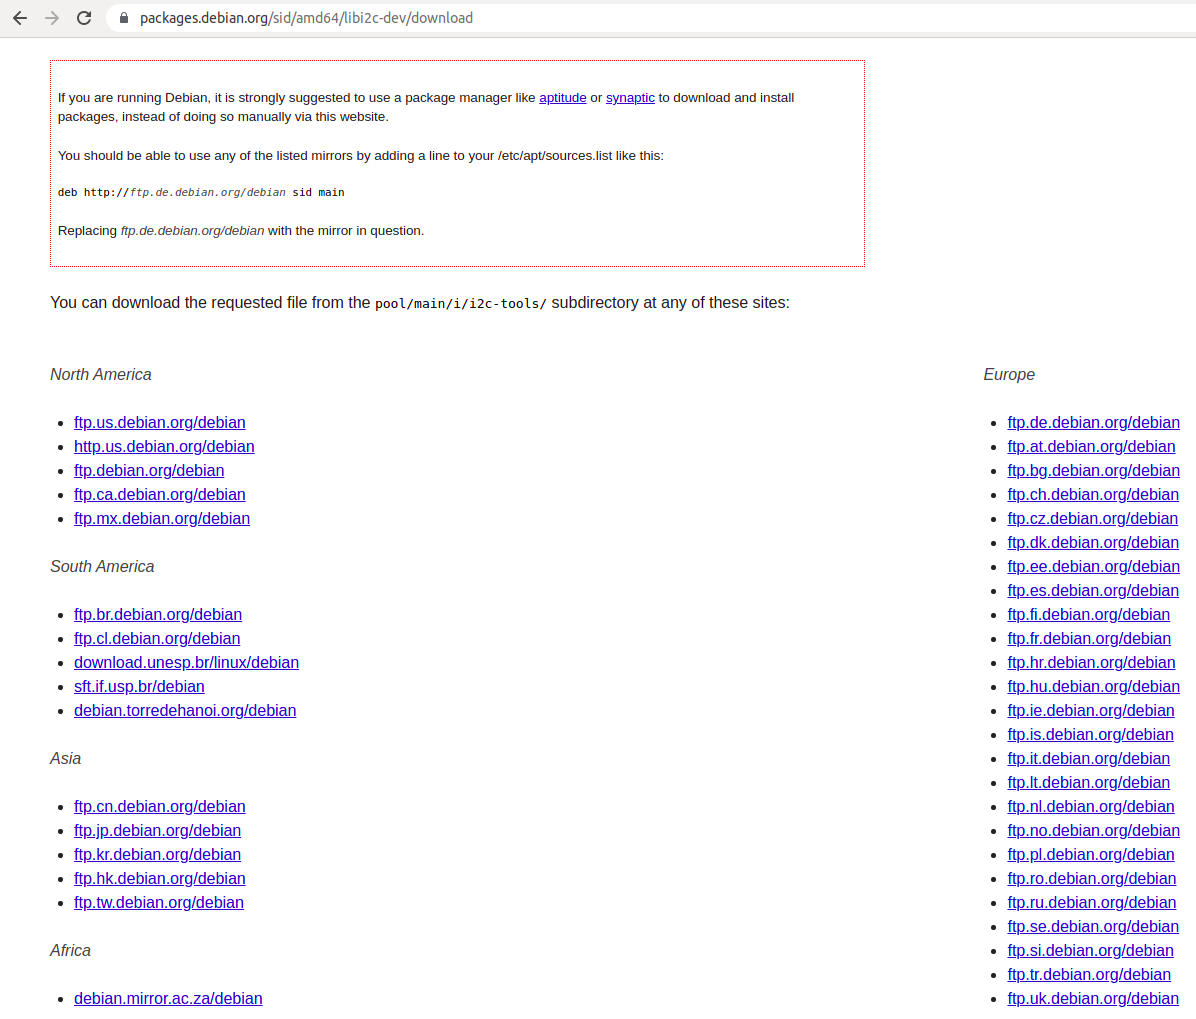 packages.debian.org/sid/amd64/libi2c-dev/download
If you are running Debian, it is strongly suggested to use a package manager like aptitude or synaptic to download and install
packages, instead of doing so manually via this website.
You should be able to use any of the listed mirrors by adding a line to your /etc/apt/sources.list like this:
deb http://ftp.de.debian.org/debian sid main
Replacing ftp.de.debian.org/debian with the mirror in question.
You can download the requested file from the pool/main/i/i2c-tools/ subdirectory at any of these sites:
North America
ftp.us.debian.org/debian
http.us.debian.org/debian
ftp.debian.org/debian
ftp.ca.debian.org/debian
ftp.mx.debian.org/debian
South America
ftp.br.debian.org/debian
ftp.cl.debian.org/debian
download.unesp.br/linux/debian
sft.if.usp.br/debian
debian.torredehanoi.org/debian
Asia
ftp.cn.debian.org/debian
ftp.jp.debian.org/debian
ftp.kr.debian.org/debian
ftp.hk.debian.org/debian
ftp.tw.debian.org/debian
Africa
debian.mirror.ac.za/debian
Europe
ftp.de.debian.org/debian
ftp.at.debian.org/debian
ftp.bg.debian.org/debian
ftp.ch.debian.org/debian
ftp.cz.debian.org/debian
ftp.dk.debian.org/debian
ftp.ee.debian.org/debian
ftp.es.debian.org/debian
ftp.fi.debian.org/debian
ftp.fr.debian.org/debian
ftp.hr.debian.org/debian
ftp.hu.debian.org/debian
ftp.ie.debian.org/debian
ftp.is.debian.org/debian
ftp.it.debian.org/debian
ftp.lt.debian.org/debian
ftp.nl.debian.org/debian
ftp.no.debian.org/debian
ftp.pl.debian.org/debian
ftp.ro.debian.org/debian
ftp.ru.debian.org/debian
ftp.se.debian.org/debian
ftp.si.debian.org/debian
ftp.tr.debian.org/debian
ftp.uk.debian.org/debian